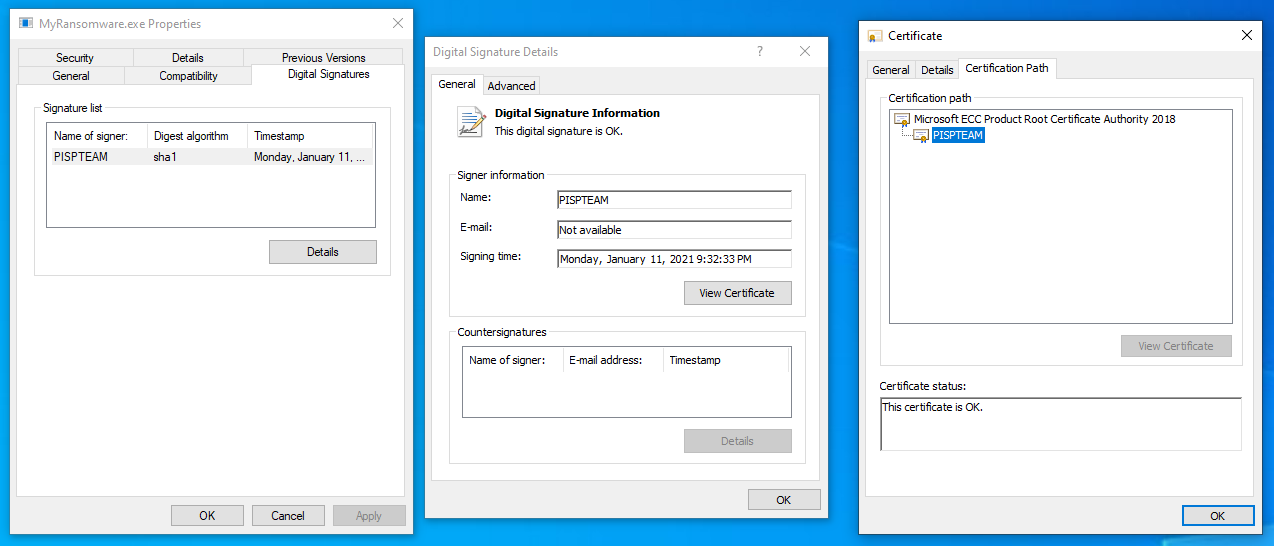 MyRansomware.exe Properties
Security Details Previous Versions
General Compatibility Digital Signatures
Signature list
Name of signer: Digest algorithm Timestamp
PISPTEAM sha1 Monday, January 11, ...
Details
OK Cancel Apply
Digital Signature Details
?
General Advanced
Digital Signature Information
This digital signature is OK.
Signer information
Name: PISPTEAM
E-mail: Not available
Signing time: Monday, January 11, 2021 9:32:33 PM
View Certificate
Countersignatures
Name of signer: E-mail address: Timestamp
Details
OK
Certificate
General Details Certification Path
Certification path
Microsoft ECC Product Root Certificate Authority 2018
PISPTEAM
View Certificate
Certificate status:
This certificate is OK.
OK